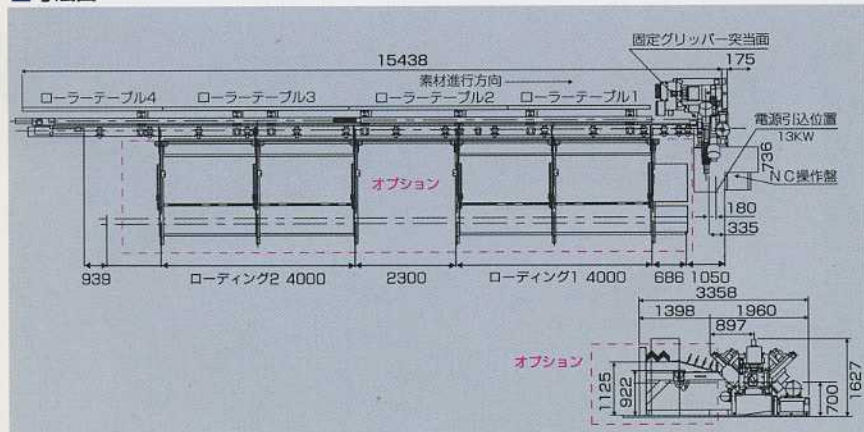 15438
固定グリッパー突当面
175
素材進行方向
ローラーテーブル4
ローラーテーブル3
ローラーテーブル2
ローラーテーブル1
電源引込位置
13KW
736
NC操作盤
オプション
180
335
939
ローディング2 4000
2300
ローディング1 4000
686
1050
3358
1398
1960
897
オプション
1125
922
700
1627